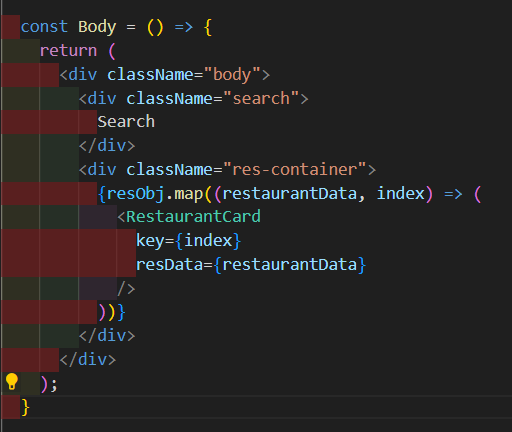 const Body = () => {
return (
<div className="body">
<div className="search">
Search
</div>
<div className="res-container">
{resObj.map((restaurantData, index) => (
<RestaurantCard
key={index}
resData={restaurantData}
/>
))}
</div>
</div>
);
}